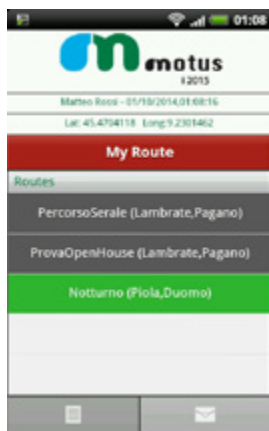 01:08
motus
i2015
Matteo Rossi - 01/10/2014,01:08:16
Lat: 45.4704118 Long:9.2301462
My Route
Routes
PercorsoSerale (Lambrate,Pagano)
ProvaOpenHouse (Lambrate,Pagano)
Notturno (Piola,Duomo)